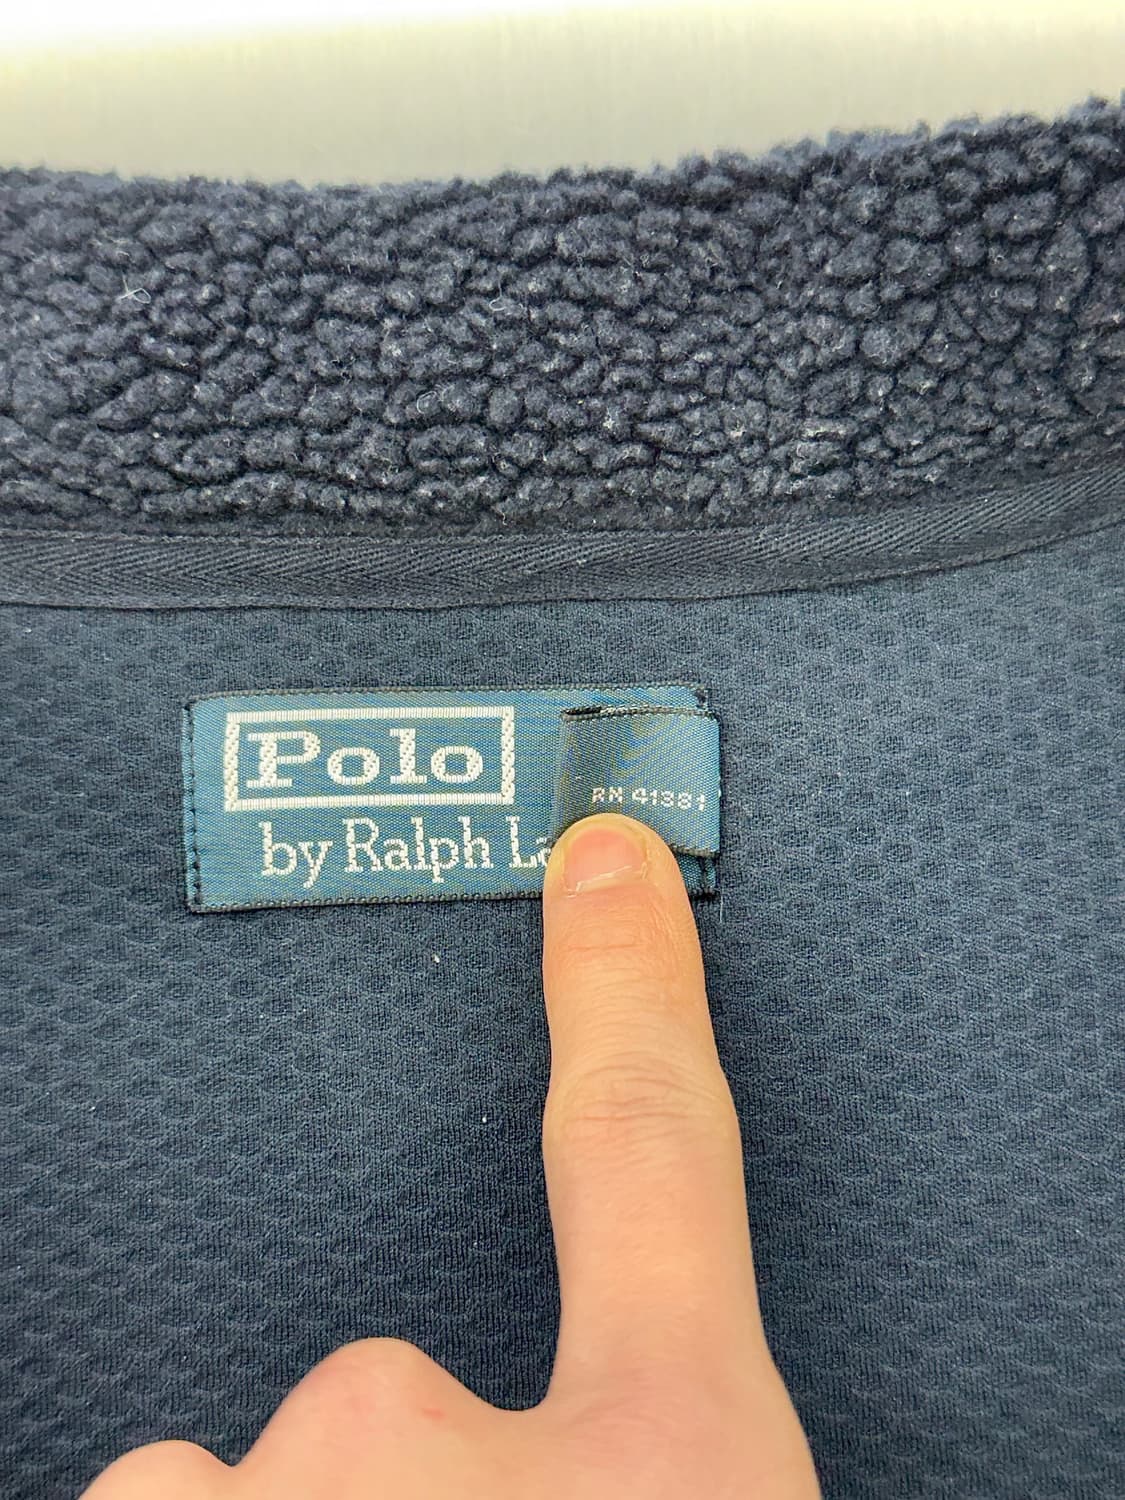 Polo
by Ralph La
RN 41381